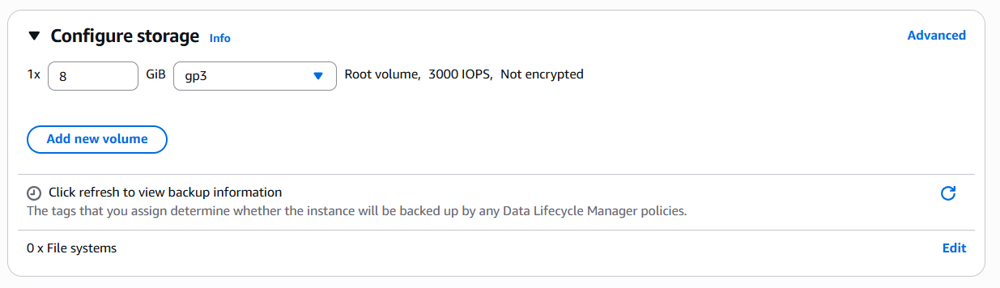 Configure storage Info Advanced
1x 8 GiB gp3 Root volume, 3000 IOPS, Not encrypted
Add new volume
Click refresh to view backup information
The tags that you assign determine whether the instance will be backed up by any Data Lifecycle Manager policies.
0 x File systems Edit